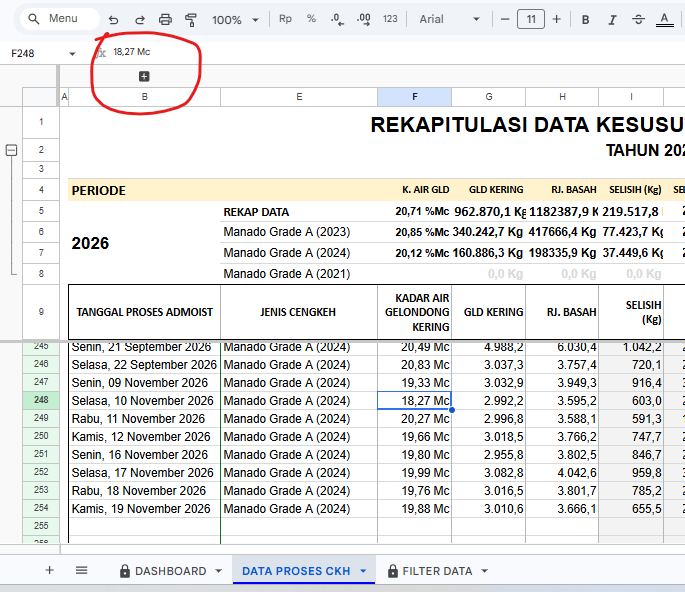 Menu 100% Rp % .0 .00 123 Arial 11 B I S A
F248 fx 18,27 Mc
A B E F G H I
1 REKAPITULASI DATA KESUSU
2 TAHUN 202
3
4 PERIODE K. AIR GLD GLD KERING RJ. BASAH SELISIH (Kg) SE
5 REKAP DATA 20,71 %Mc 962.870,1 Kg 1182387,9 K 219.517,8
6 Manado Grade A (2023) 20,85 %Mc 340.242,7 Kg 417666,4 Kg 77.423,7 Kg
2026
7 Manado Grade A (2024) 20,12 %Mc 160.886,3 Kg 198335,9 Kg 37.449,6 Kg
8 Manado Grade A (2021) 0,0 Kg 0,0 Kg 0,0 Kg
9 TANGGAL PROSES ADMOIST JENIS CENGKEH KADAR AIR GELONDONG KERING GLD KERING RJ. BASAH SELISIH (Kg)
245 Senin, 21 September 2026 Manado Grade A (2024) 20,49 Mc 4.988,2 6.030,4 1.042,2
246 Selasa, 22 September 2026 Manado Grade A (2024) 20,83 Mc 3.037,3 3.757,4 720,1
247 Senin, 09 November 2026 Manado Grade A (2024) 19,33 Mc 3.032,9 3.949,3 916,4
248 Selasa, 10 November 2026 Manado Grade A (2024) 18,27 Mc 2.992,2 3.595,2 603,0
249 Rabu, 11 November 2026 Manado Grade A (2024) 20,27 Mc 2.996,8 3.588,1 591,3
250 Kamis, 12 November 2026 Manado Grade A (2024) 19,66 Mc 3.018,5 3.766,2 747,7
251 Senin, 16 November 2026 Manado Grade A (2024) 19,80 Mc 2.955,8 3.802,5 846,7
252 Selasa, 17 November 2026 Manado Grade A (2024) 19,99 Mc 3.082,8 4.042,6 959,8
253 Rabu, 18 November 2026 Manado Grade A (2024) 19,76 Mc 3.016,5 3.801,7 785,2
254 Kamis, 19 November 2026 Manado Grade A (2024) 19,88 Mc 3.010,6 3.666,1 655,5
255
DASHBOARD DATA PROSES CKH FILTER DATA